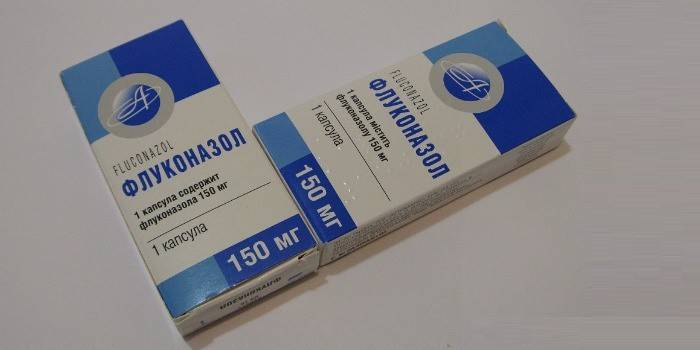 FLUCONAZOL
ФЛУКОНАЗОЛ
1 капсула содержит
флуконазола 150 мг
1 капсула
150 мг
FLUCONAZOL
ФЛУКОНАЗОЛ
1 капсула містить
флуконазолу 150 мг
1 капсула
150 мг